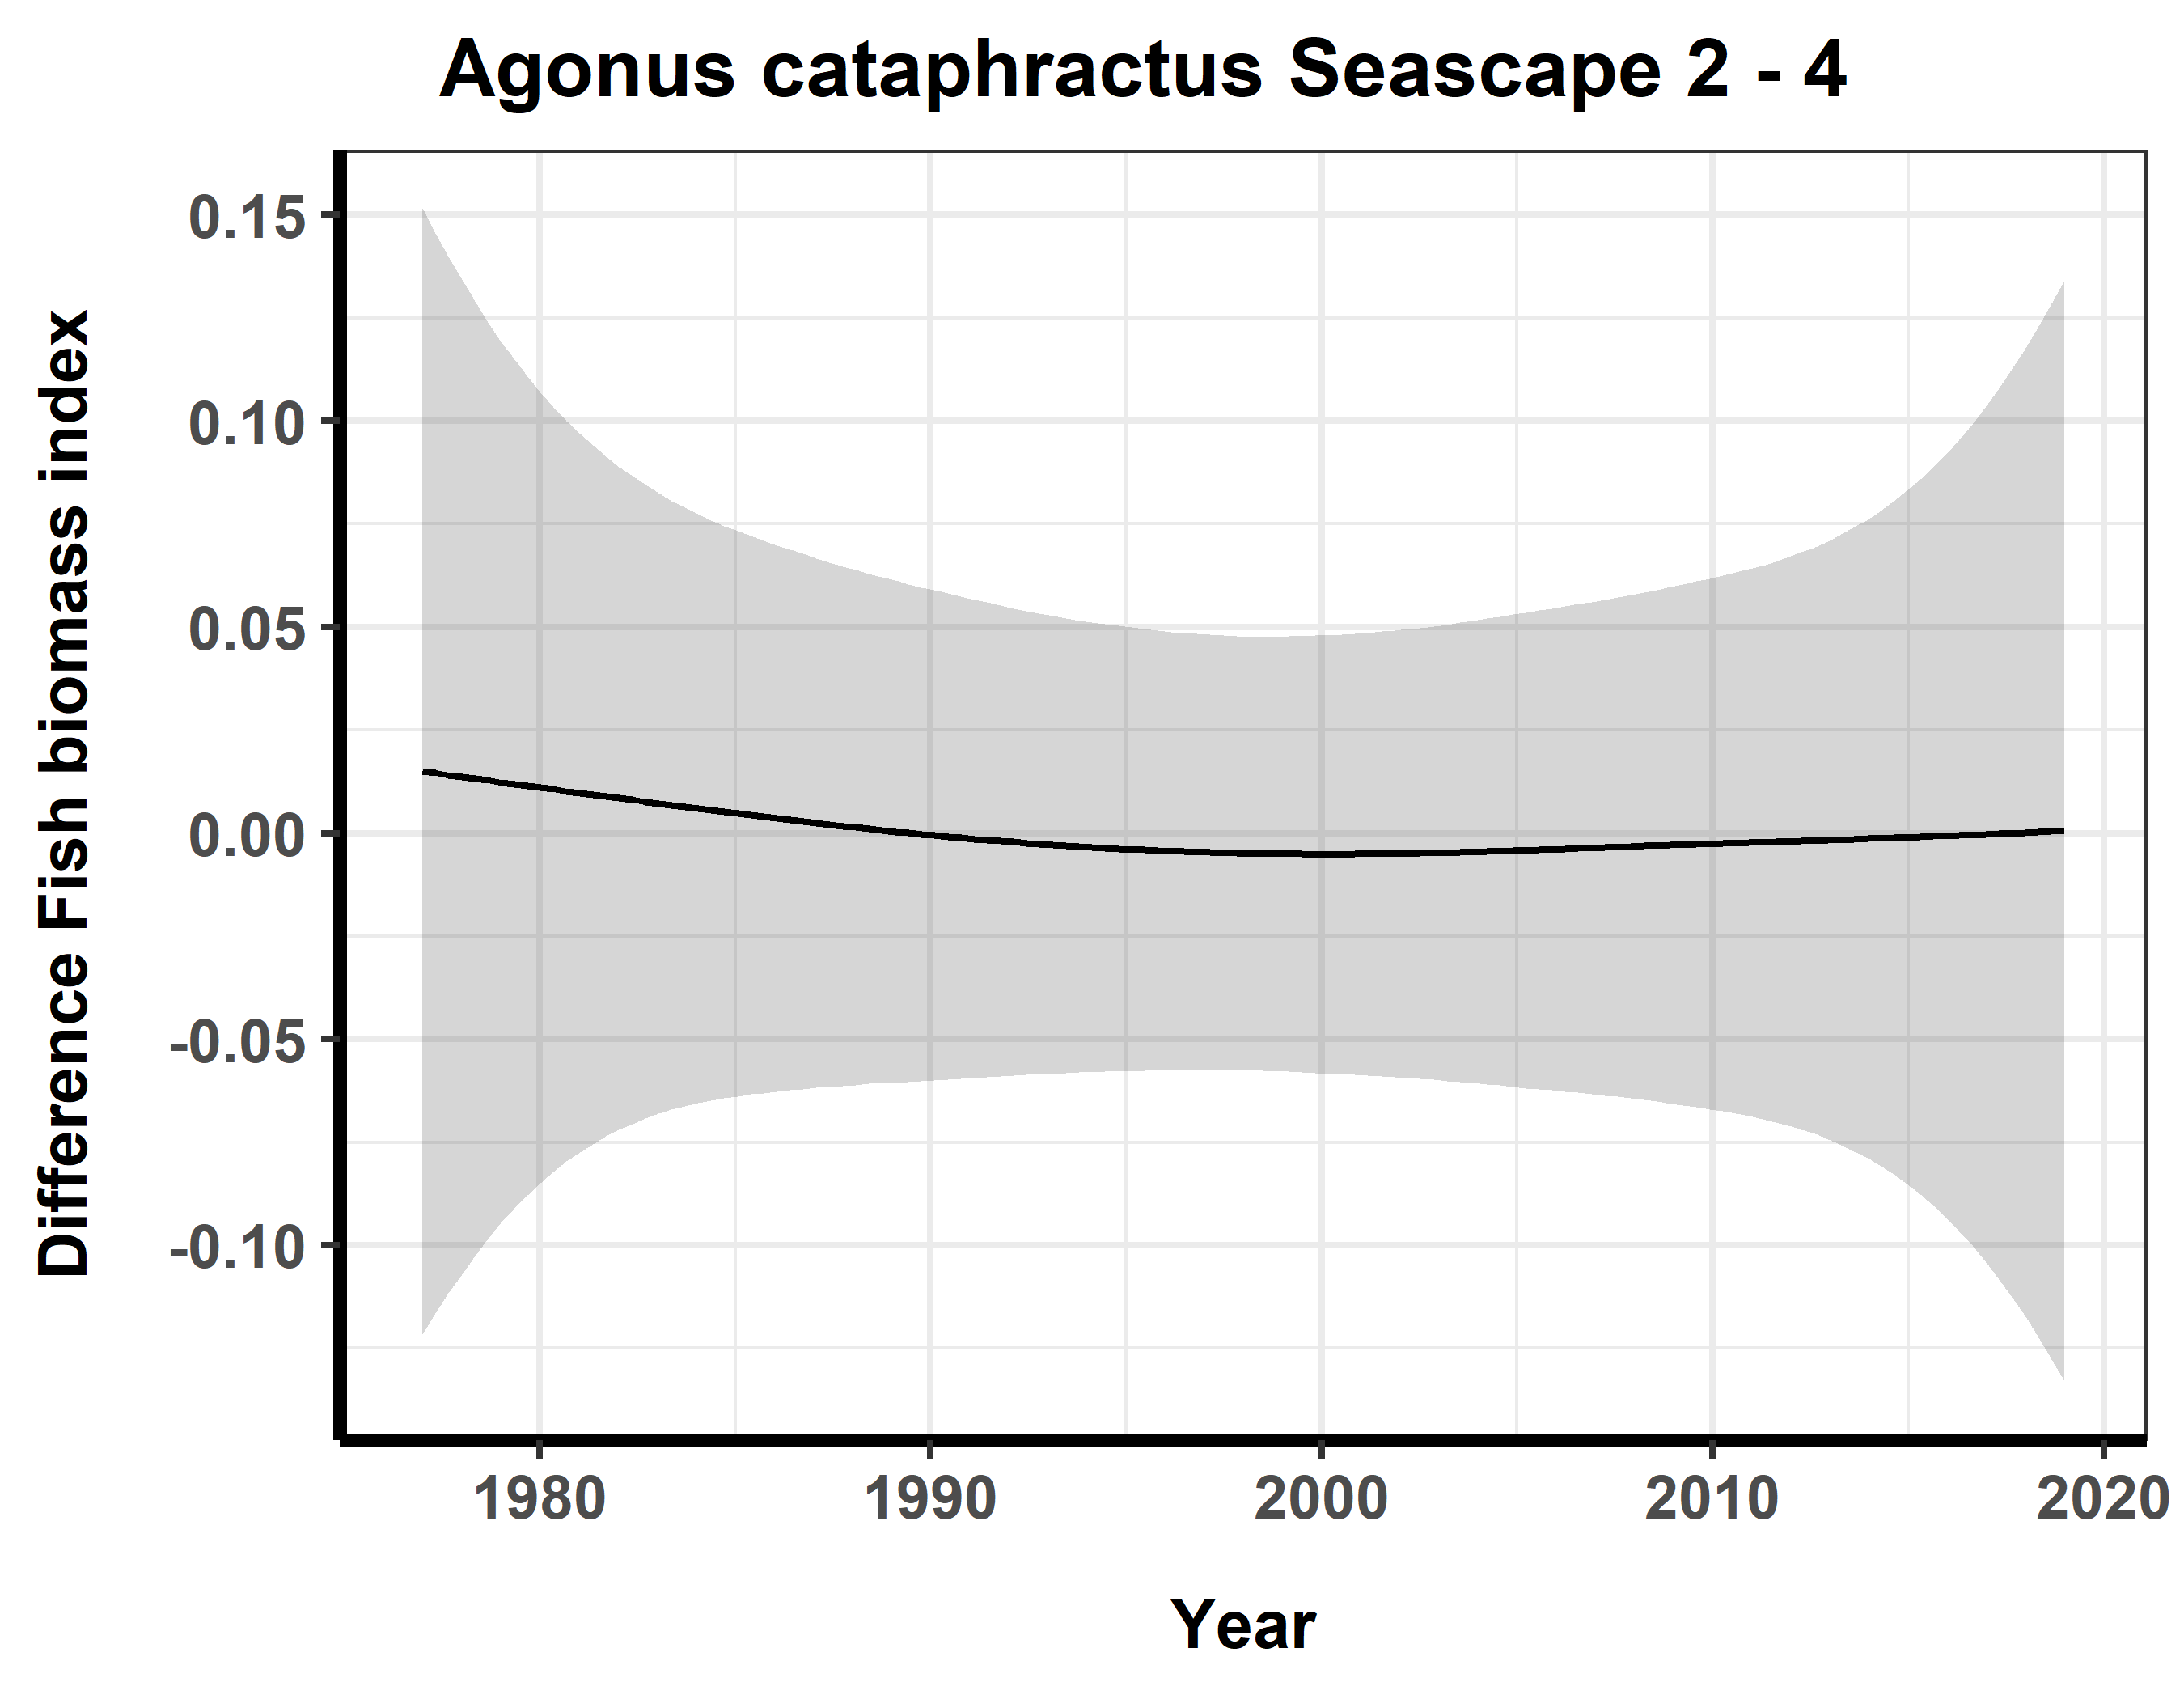 Agonus cataphractus Seascape 2 - 4
Difference Fish biomass index
0.15
0.10
0.05
0.00
-0.05
-0.10
1980 1990 2000 2010 2020
Year